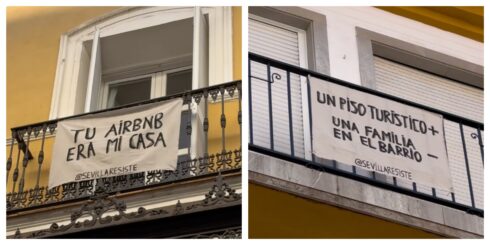 TU AiRBNB
ERA MI CASA
@SEVILLARESISTE
UN PISO TURÍSTICO +
UNA FAMILIA
EN EL BARRIO –
@SEVILLARESISTE